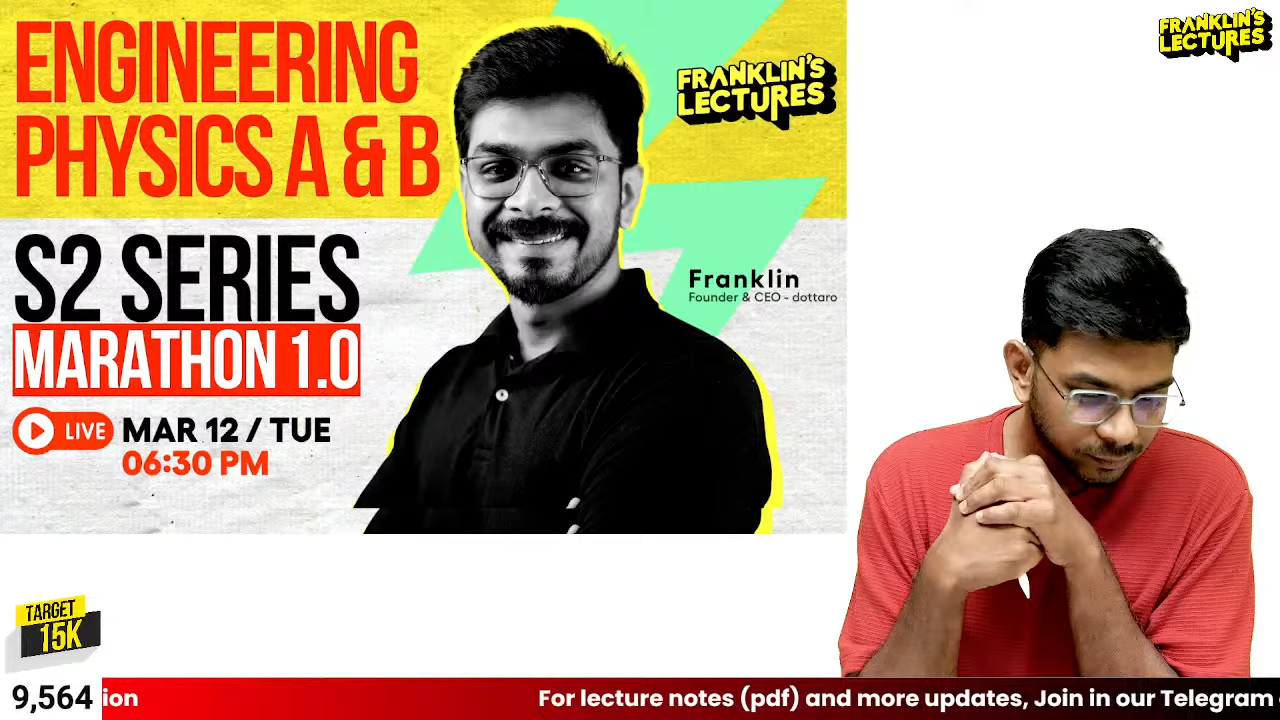 ENGINEERING
PHYSICS A & B
S2 SERIES
MARATHON 1.0
LIVE
MAR 12 / TUE
06:30 PM
FRANKLIN'S
LECTURES
Franklin
Founder & CEO - dottaro
FRANKLIN'S
LECTURES
TARGET
15K
9,564
ion
For lecture notes (pdf) and more updates, Join in our Telegram